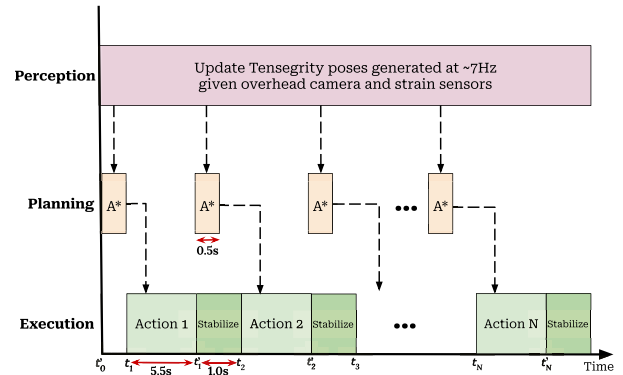 Perception
Update Tensegrity poses generated at ~7Hz
given overhead camera and strain sensors
Planning
A*
A*
A*
•••
A*
0.5s
Execution
Action 1
Stabilize
Action 2
Stabilize
•••
Action N
Stabilize
t'0
t1
5.5s
t'1
1.0s
t2
t'2
t3
tN
t'N
Time